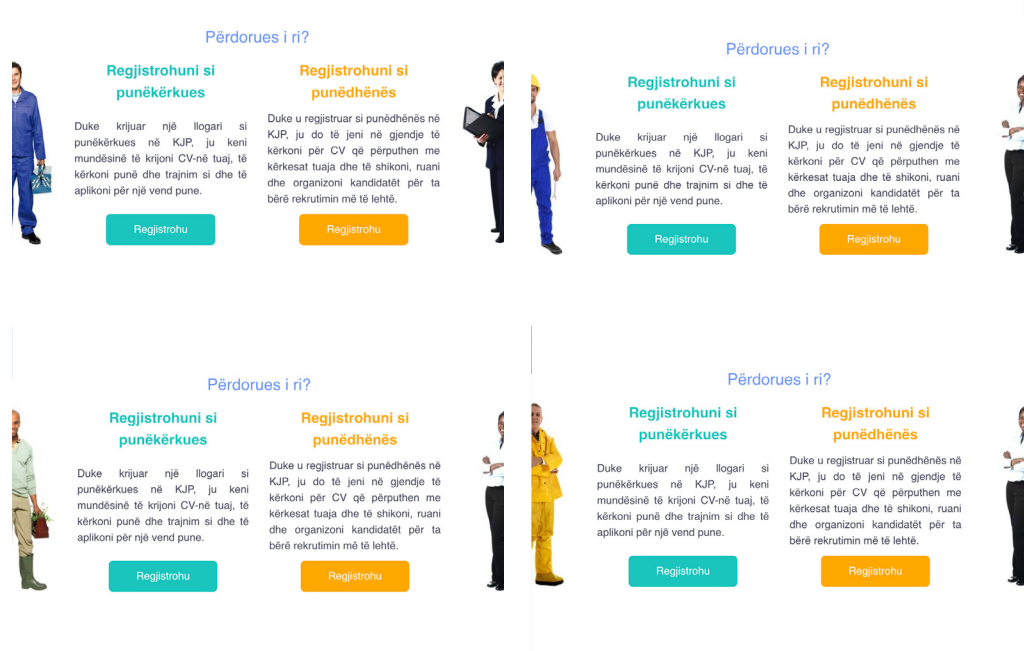 Përdorues i ri?
Regjistrohuni si
punëkërkues
Duke krijuar një llogari si
punëkërkues në KJP, ju keni
mundësinë të krijoni CV-në tuaj, të
kërkoni punë dhe trajnim si dhe të
aplikoni për një vend pune.
Regjistrohu
Regjistrohuni si
punëdhënës
Duke u regjistruar si punëdhënës në
KJP, ju do të jeni në gjendje të
kërkoni për CV që përputhen me
kërkesat tuaja dhe të shikoni, ruani
dhe organizoni kandidatët për ta
bërë rekrutimin më të lehtë.
Regjistrohu
Përdorues i ri?
Regjistrohuni si
punëkërkues
Duke krijuar një llogari si
punëkërkues në KJP, ju keni
mundësinë të krijoni CV-në tuaj, të
kërkoni punë dhe trajnim si dhe të
aplikoni për një vend pune.
Regjistrohu
Regjistrohuni si
punëdhënës
Duke u regjistruar si punëdhënës në
KJP, ju do të jeni në gjendje të
kërkoni për CV që përputhen me
kërkesat tuaja dhe të shikoni, ruani
dhe organizoni kandidatët për ta
bërë rekrutimin më të lehtë.
Regjistrohu
Përdorues i ri?
Regjistrohuni si
punëkërkues
Duke krijuar një llogari si
punëkërkues në KJP, ju keni
mundësinë të krijoni CV-në tuaj, të
kërkoni punë dhe trajnim si dhe të
aplikoni për një vend pune.
Regjistrohu
Regjistrohuni si
punëdhënës
Duke u regjistruar si punëdhënës në
KJP, ju do të jeni në gjendje të
kërkoni për CV që përputhen me
kërkesat tuaja dhe të shikoni, ruani
dhe organizoni kandidatët për ta
bërë rekrutimin më të lehtë.
Regjistrohu
Përdorues i ri?
Regjistrohuni si
punëkërkues
Duke krijuar një llogari si
punëkërkues në KJP, ju keni
mundësinë të krijoni CV-në tuaj, të
kërkoni punë dhe trajnim si dhe të
aplikoni për një vend pune.
Regjistrohu
Regjistrohuni si
punëdhënës
Duke u regjistruar si punëdhënës në
KJP, ju do të jeni në gjendje të
kërkoni për CV që përputhen me
kërkesat tuaja dhe të shikoni, ruani
dhe organizoni kandidatët për ta
bërë rekrutimin më të lehtë.
Regjistrohu